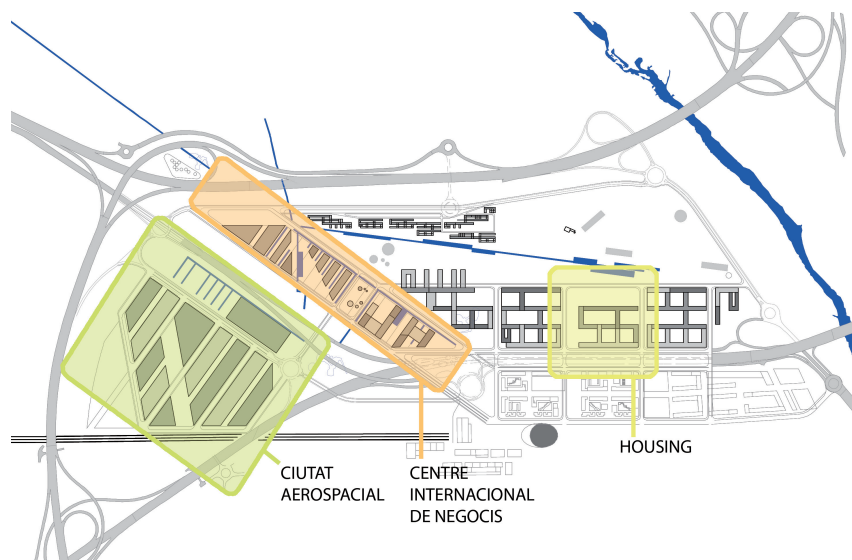 CIUTAT
AEROSPACIAL
CENTRE
INTERNACIONAL
DE NEGOCIS
HOUSING